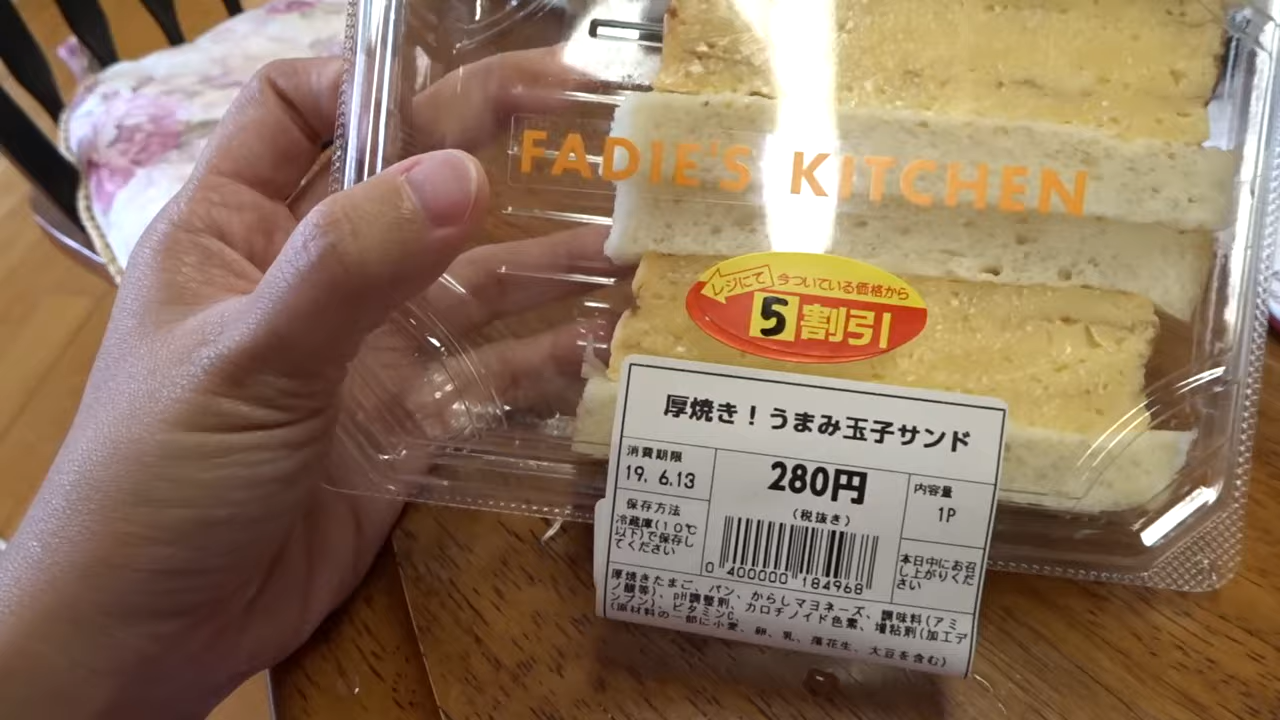 FADIE'S KITCHEN
レジにて 今ついている価格から
5割引
厚焼き！うまみ玉子サンド
消費期限
19. 6.13
保存方法
冷蔵庫(10℃
以下)で保存し
てください
280円
(税抜き)
0 400000 184968
内容量
1P
本日中にお召
し上がりくだ
さい
厚焼きたまご、パン、からしマヨネーズ、調味料(アミ
ノ酸等)、pH調整剤、カロチノイド色素、増粘剤(加工デ
ンプン)、ビタミンC、
(原材料の一部に小麦、卵、乳、落花生、大豆を含む)